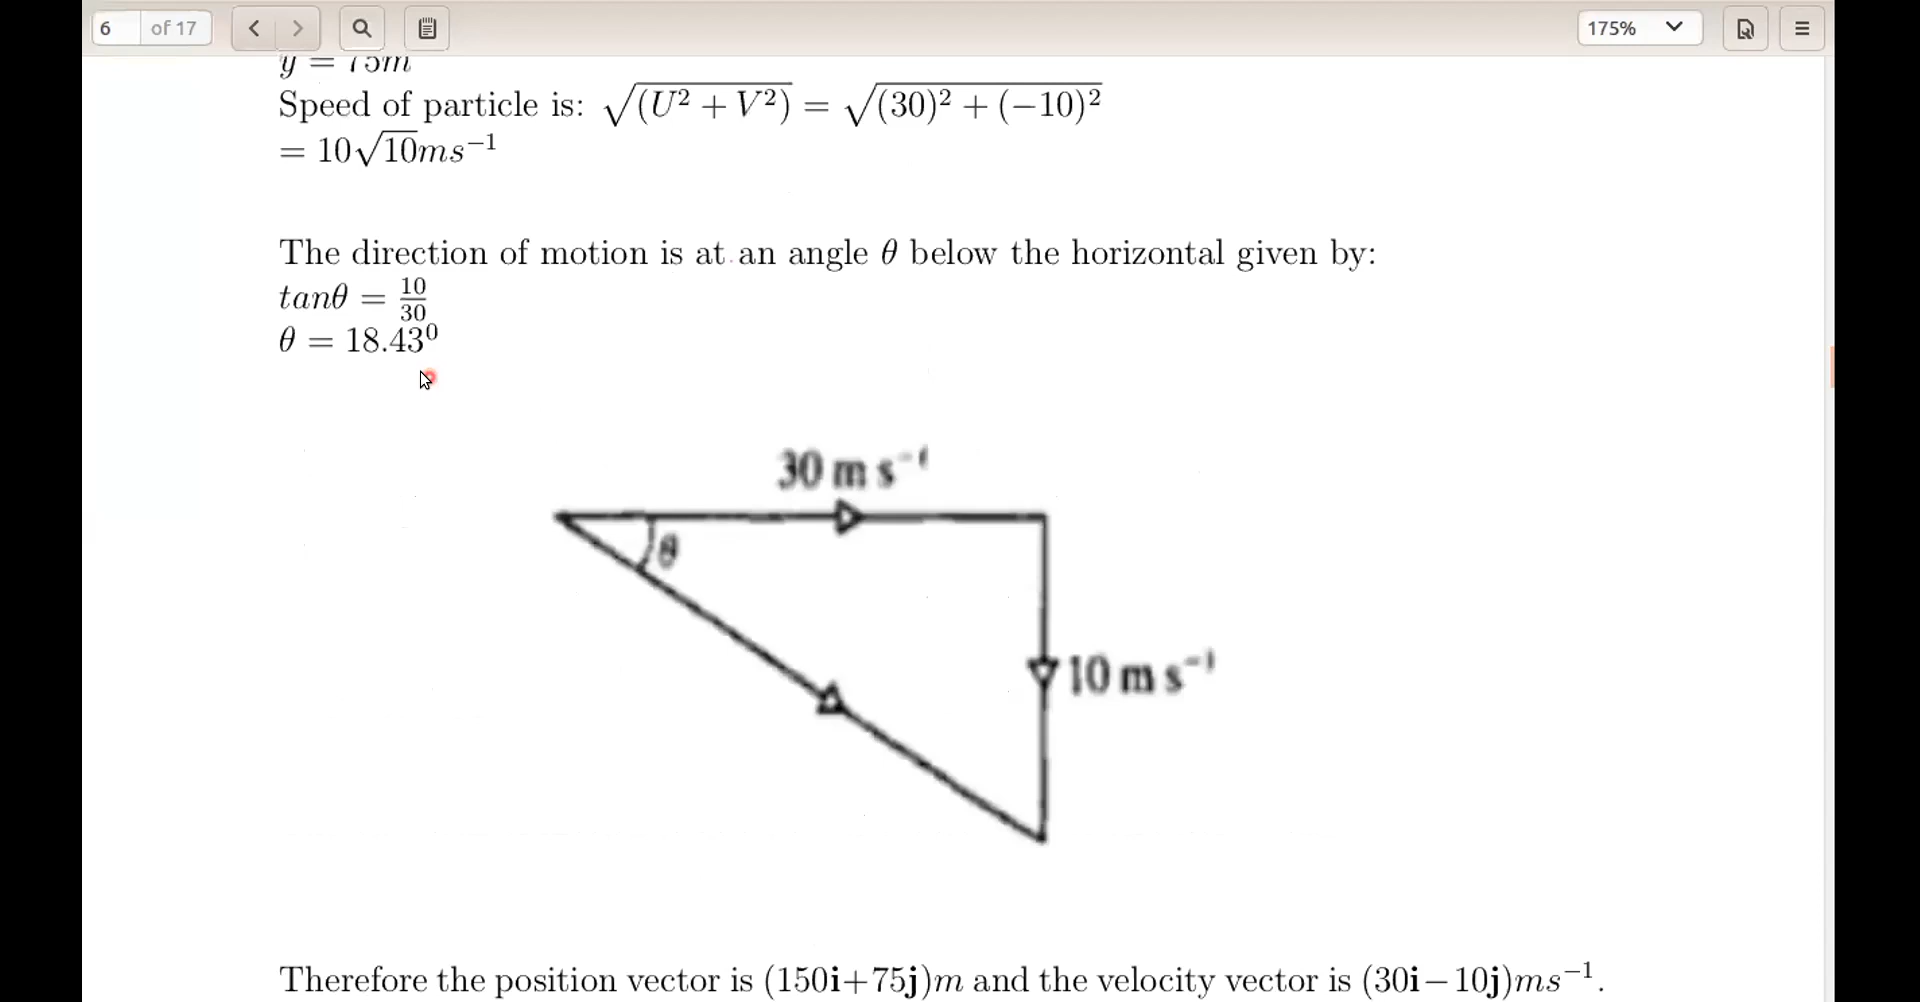 6 of 17 175%
y = 75m
Speed of particle is: √(U² + V²) = √(30)² + (−10)²
= 10√10ms⁻¹
The direction of motion is at an angle θ below the horizontal given by:
tanθ = 10/30
θ = 18.43⁰
30 m s⁻¹
θ
10 m s⁻¹
Therefore the position vector is (150i+75j)m and the velocity vector is (30i−10j)ms⁻¹.